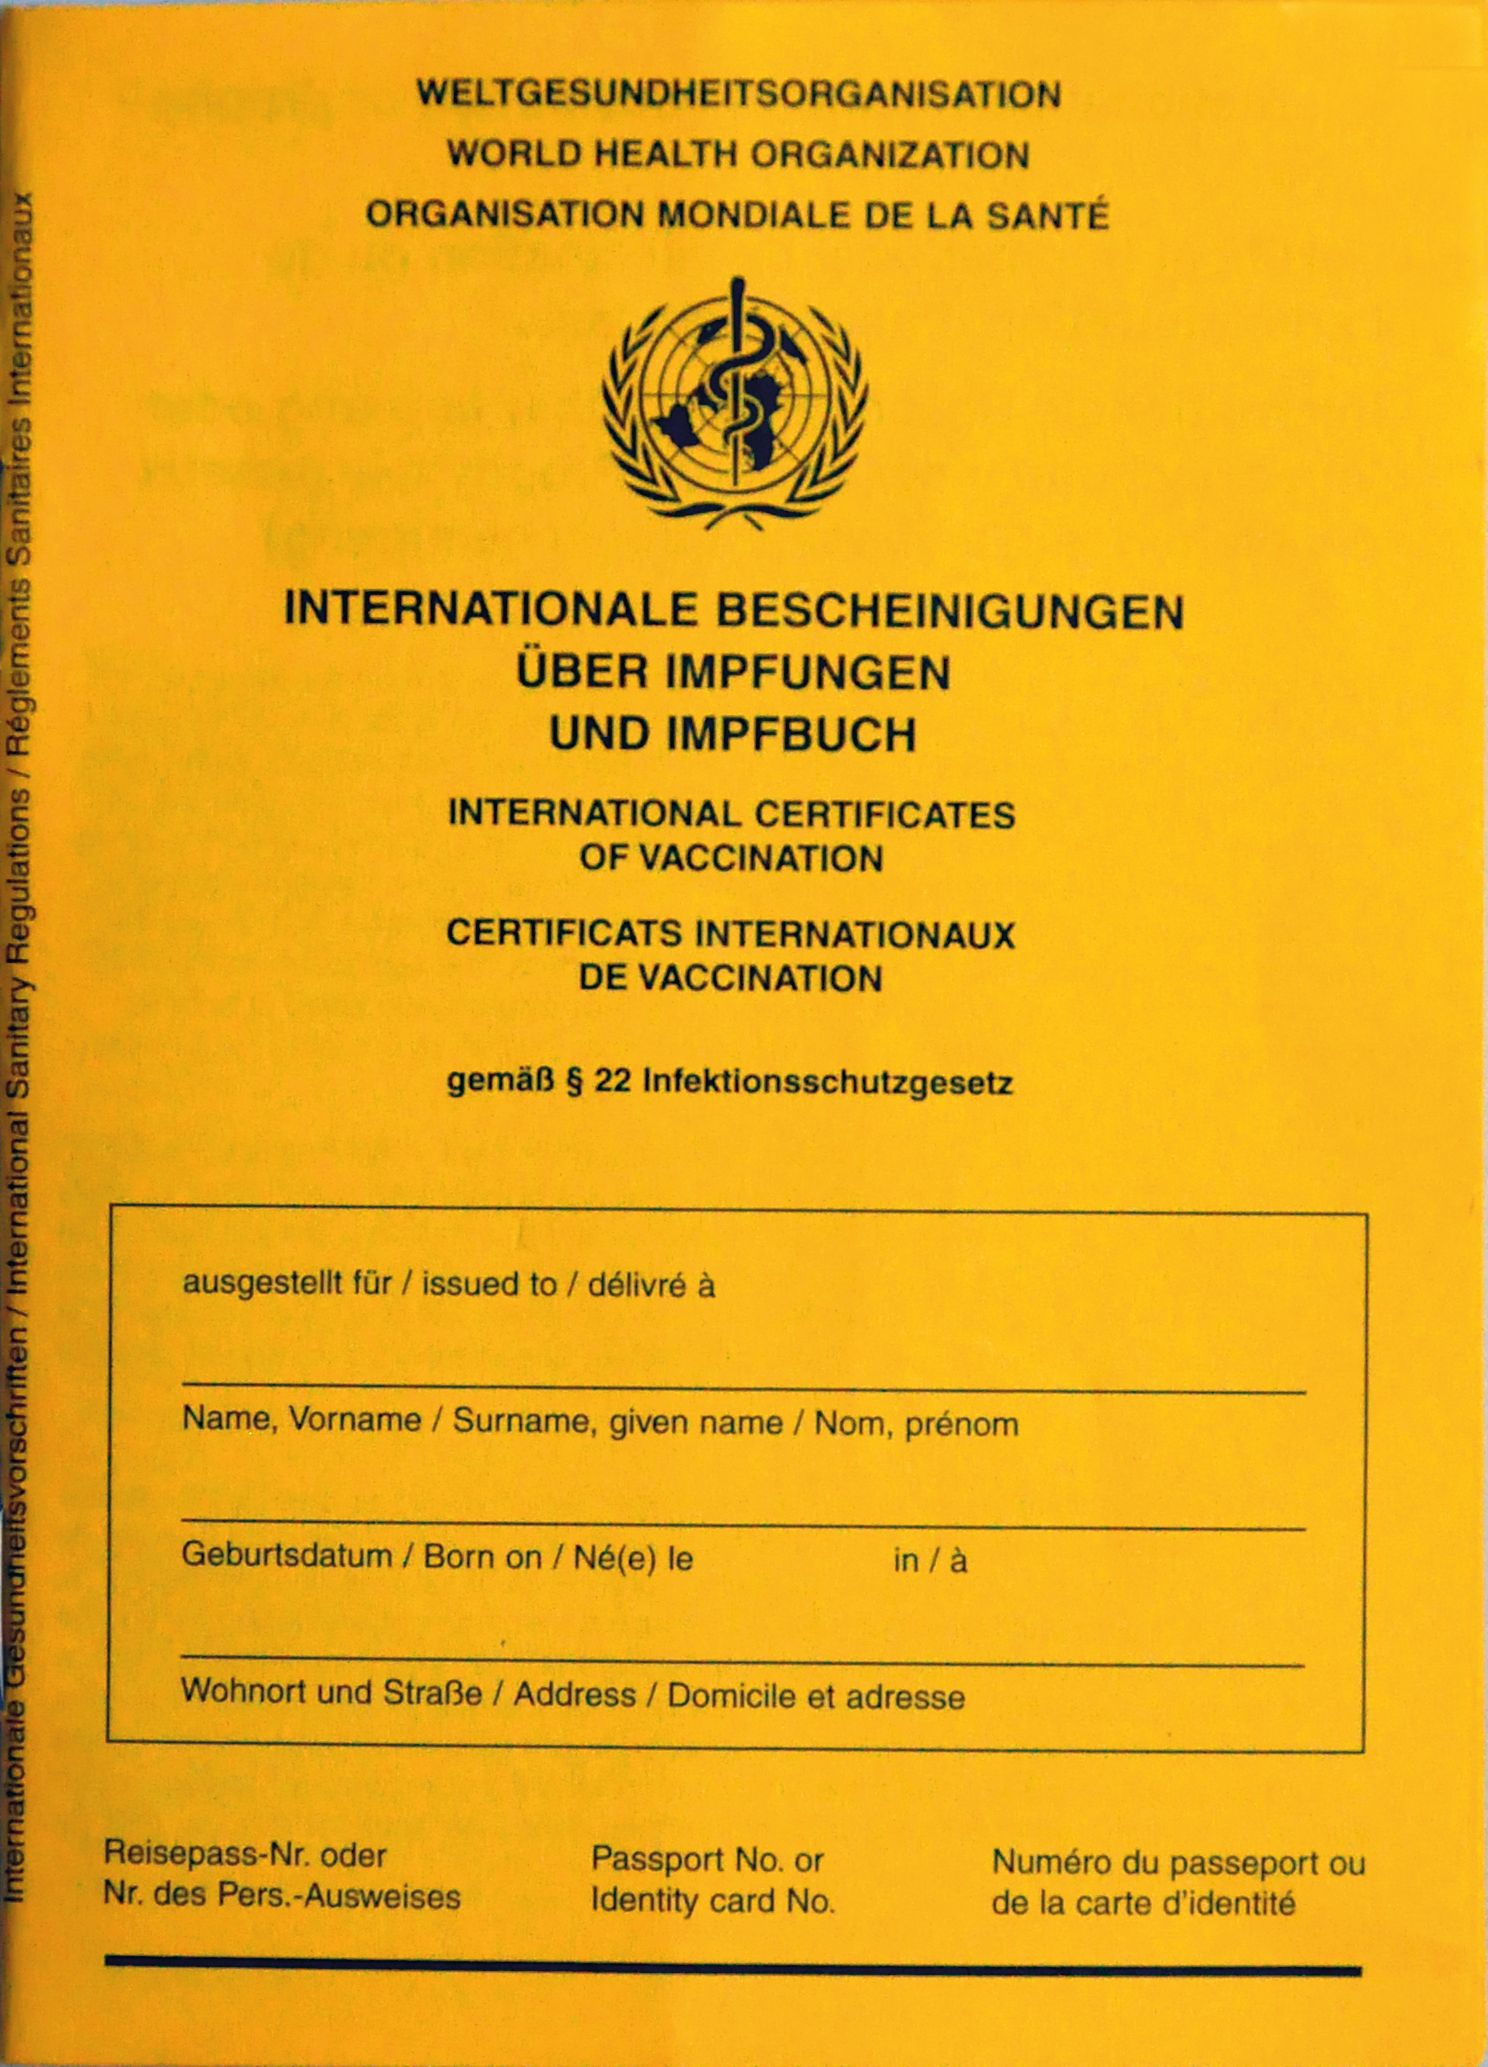 WELTGESUNDHEITSORGANISATION
WORLD HEALTH ORGANIZATION
ORGANISATION MONDIALE DE LA SANTÉ
INTERNATIONALE BESCHEINIGUNGEN
ÜBER IMPFUNGEN
UND IMPFBUCH
INTERNATIONAL CERTIFICATES
OF VACCINATION
CERTIFICATS INTERNATIONAUX
DE VACCINATION
gemäß § 22 Infektionsschutzgesetz
ausgestellt für / issued to / délivré à
Name, Vorname / Surname, given name / Nom, prénom
Geburtsdatum / Born on / Né(e) le in / à
Wohnort und Straße / Address / Domicile et adresse
Reisepass-Nr. oder
Nr. des Pers.-Ausweises
Passport No. or
Identity card No.
Numéro du passeport ou
de la carte d'identité
Internationale Gesundheitsvorschriften / International Sanitary Regulations / Réglements Sanitaires Internationaux